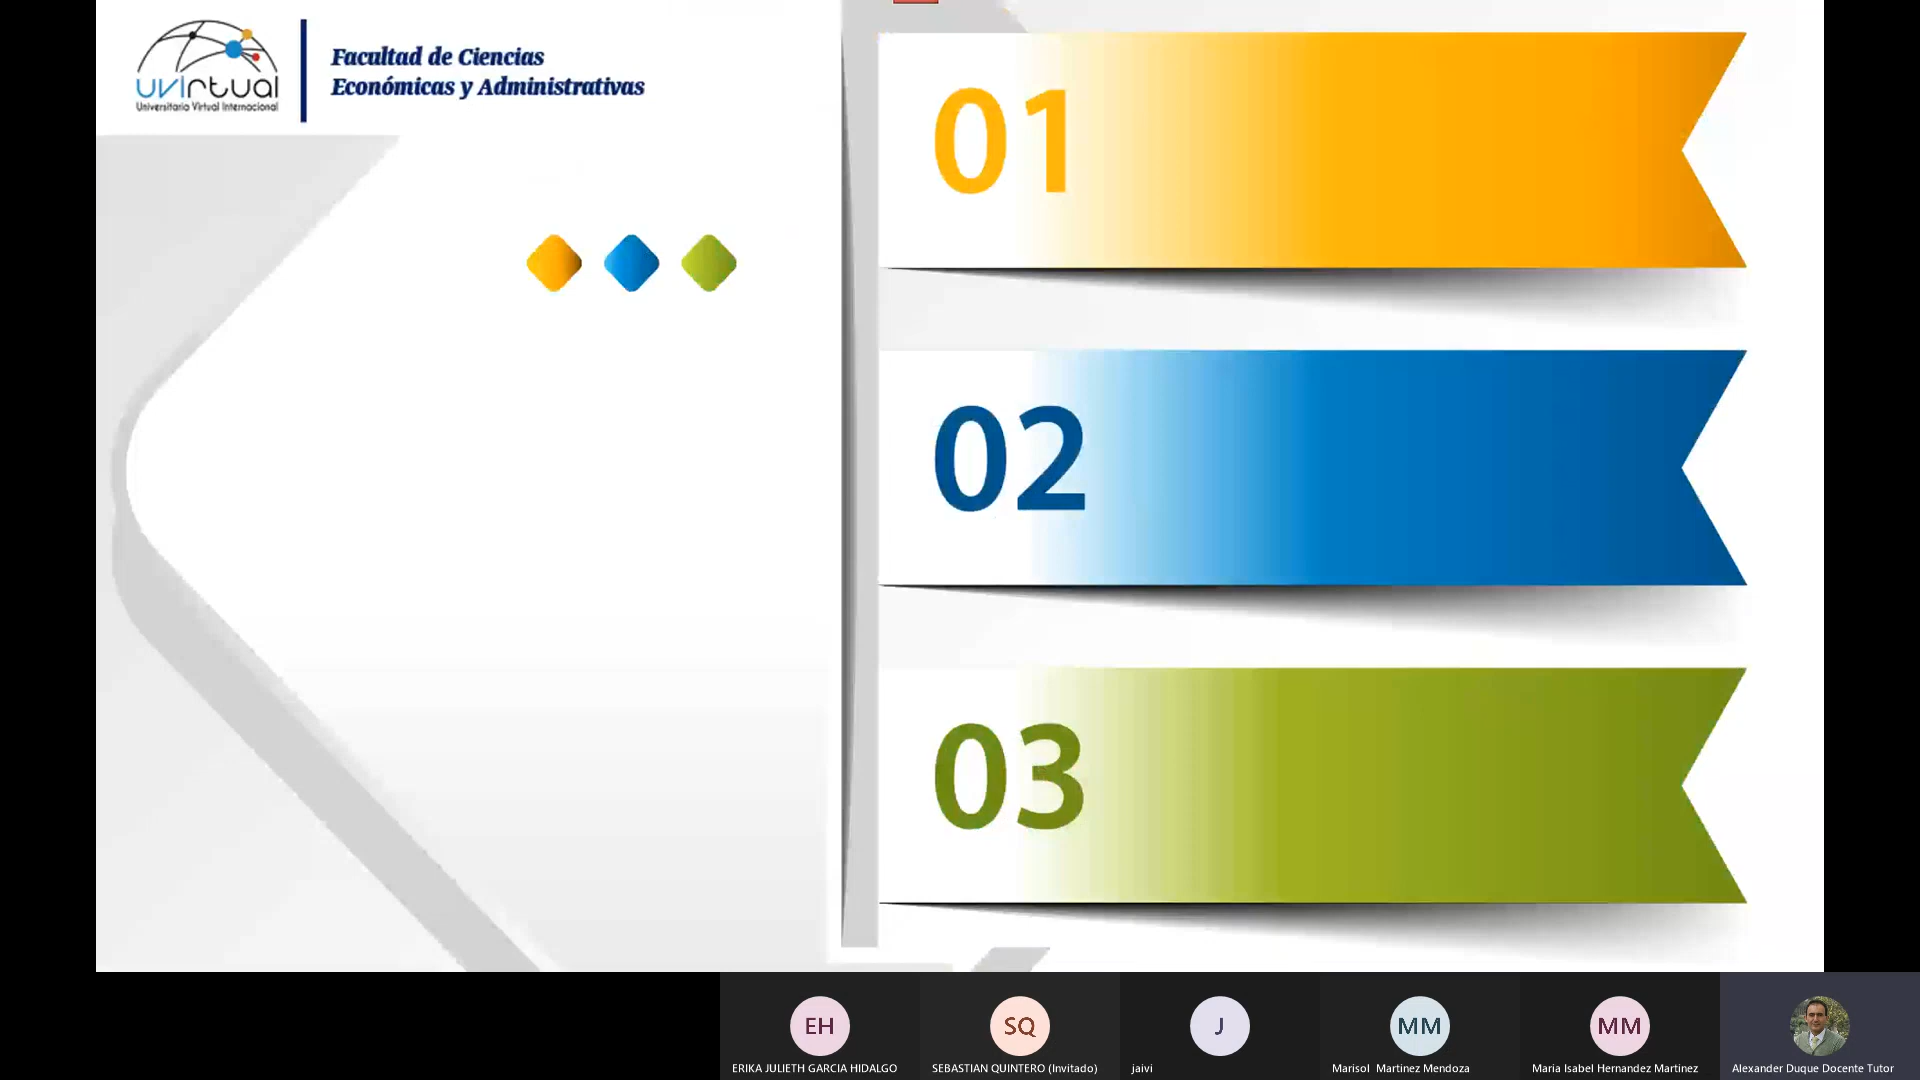 uvirtual
Universitaria Virtual Internacional
Facultad de Ciencias
Económicas y Administrativas
01
02
03
EH
SQ
J
MM
MM
ERIKA JULIETH GARCIA HIDALGO
SEBASTIAN QUINTERO (Invitado)
jaivi
Marisol Martinez Mendoza
Maria Isabel Hernandez Martinez
Alexander Duque Docente Tutor